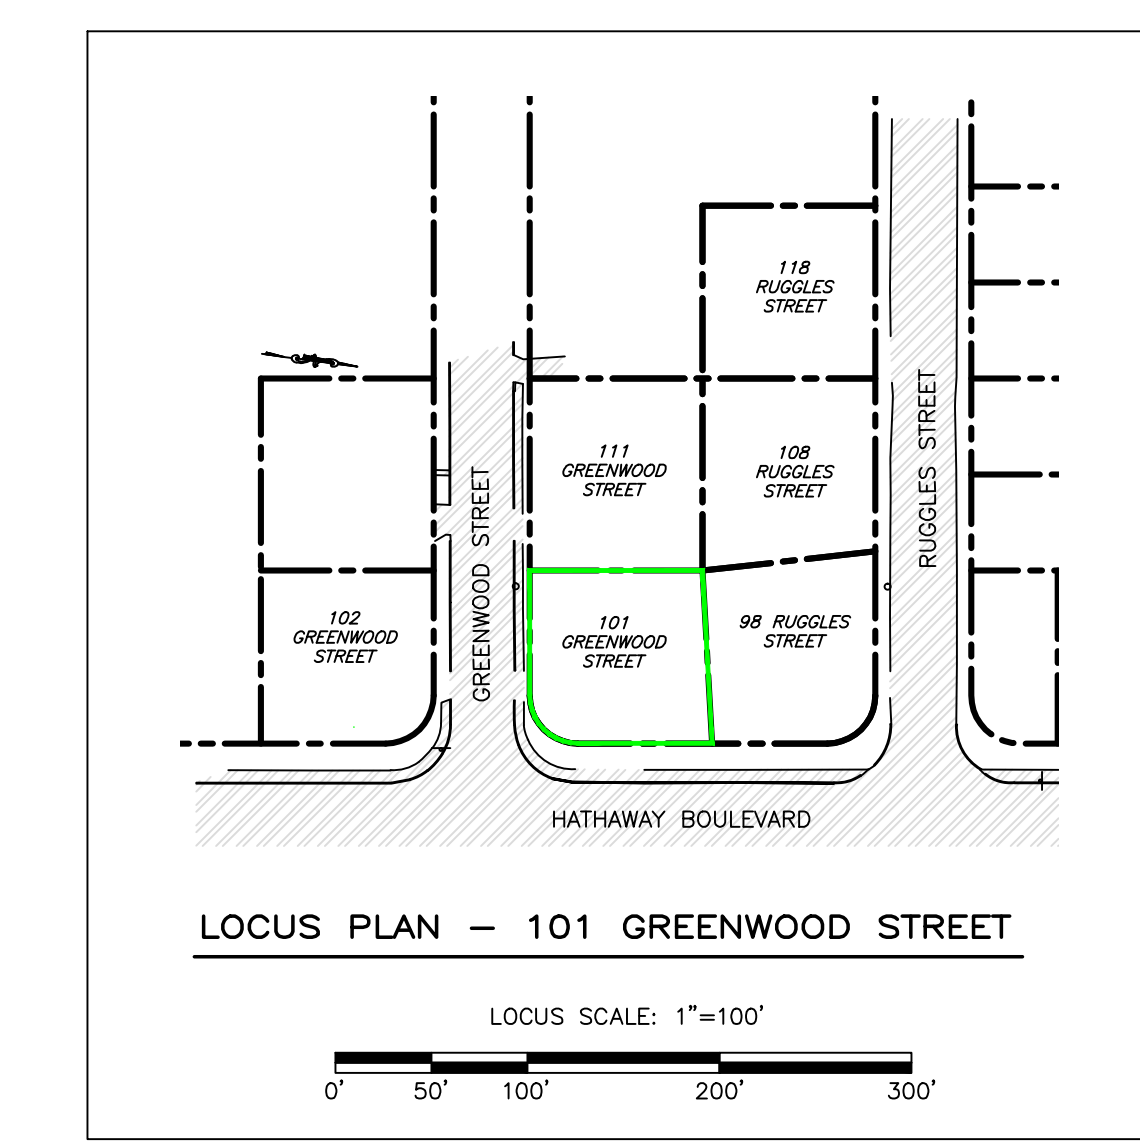 118
RUGGLES
STREET
111
GREENWOOD
STREET
108
RUGGLES
STREET
RUGGLES STREET
GREENWOOD STREET
102
GREENWOOD
STREET
101
GREENWOOD
STREET
98 RUGGLES
STREET
HATHAWAY BOULEVARD
LOCUS PLAN – 101 GREENWOOD STREET
LOCUS SCALE: 1"=100'
0' 50' 100' 200' 300'